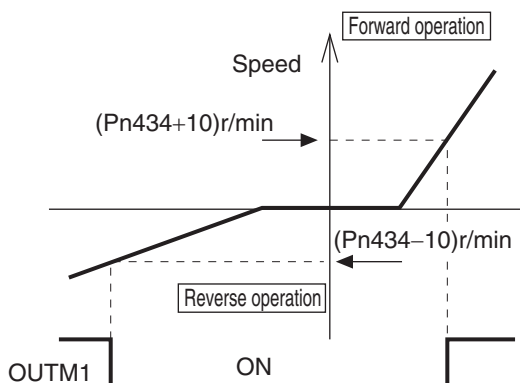 Forward operation
Speed
(Pn434+10)r/min
(Pn434−10)r/min
Reverse operation
OUTM1
ON